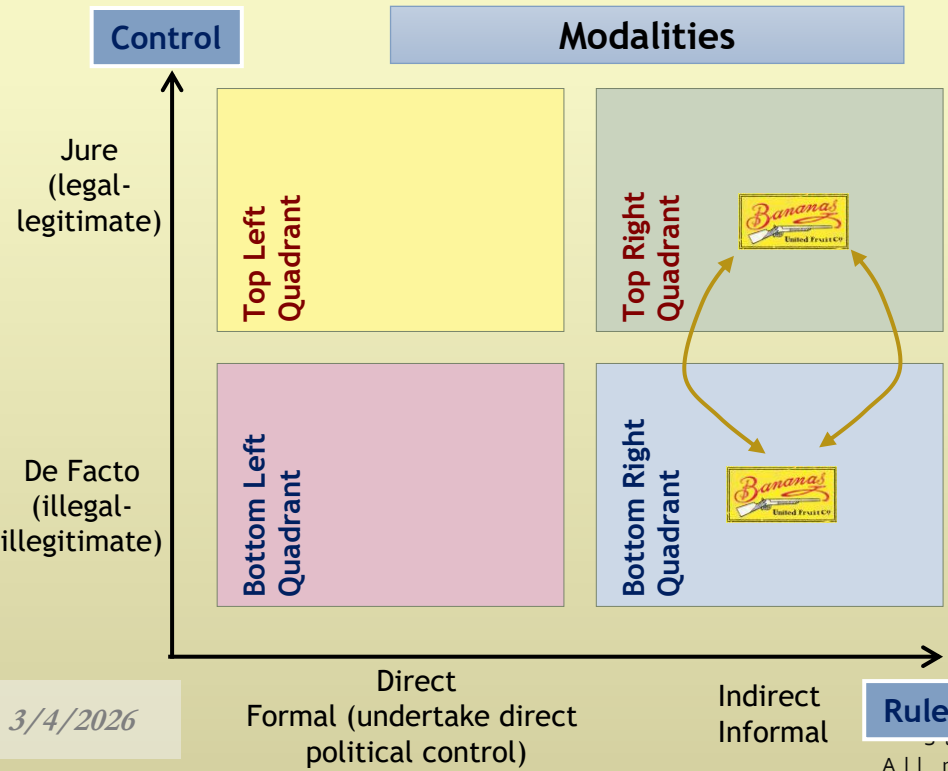 Control
Modalities
Jure
(legal-
legitimate)
Top Left
Quadrant
Top Right
Quadrant
Bananas
United Fruit Co
De Facto
(illegal-
illegitimate)
Bottom Left
Quadrant
Bottom Right
Quadrant
Bananas
United Fruit Co
Direct
Formal (undertake direct
political control)
Indirect
Informal
Rule
3/4/2026
All